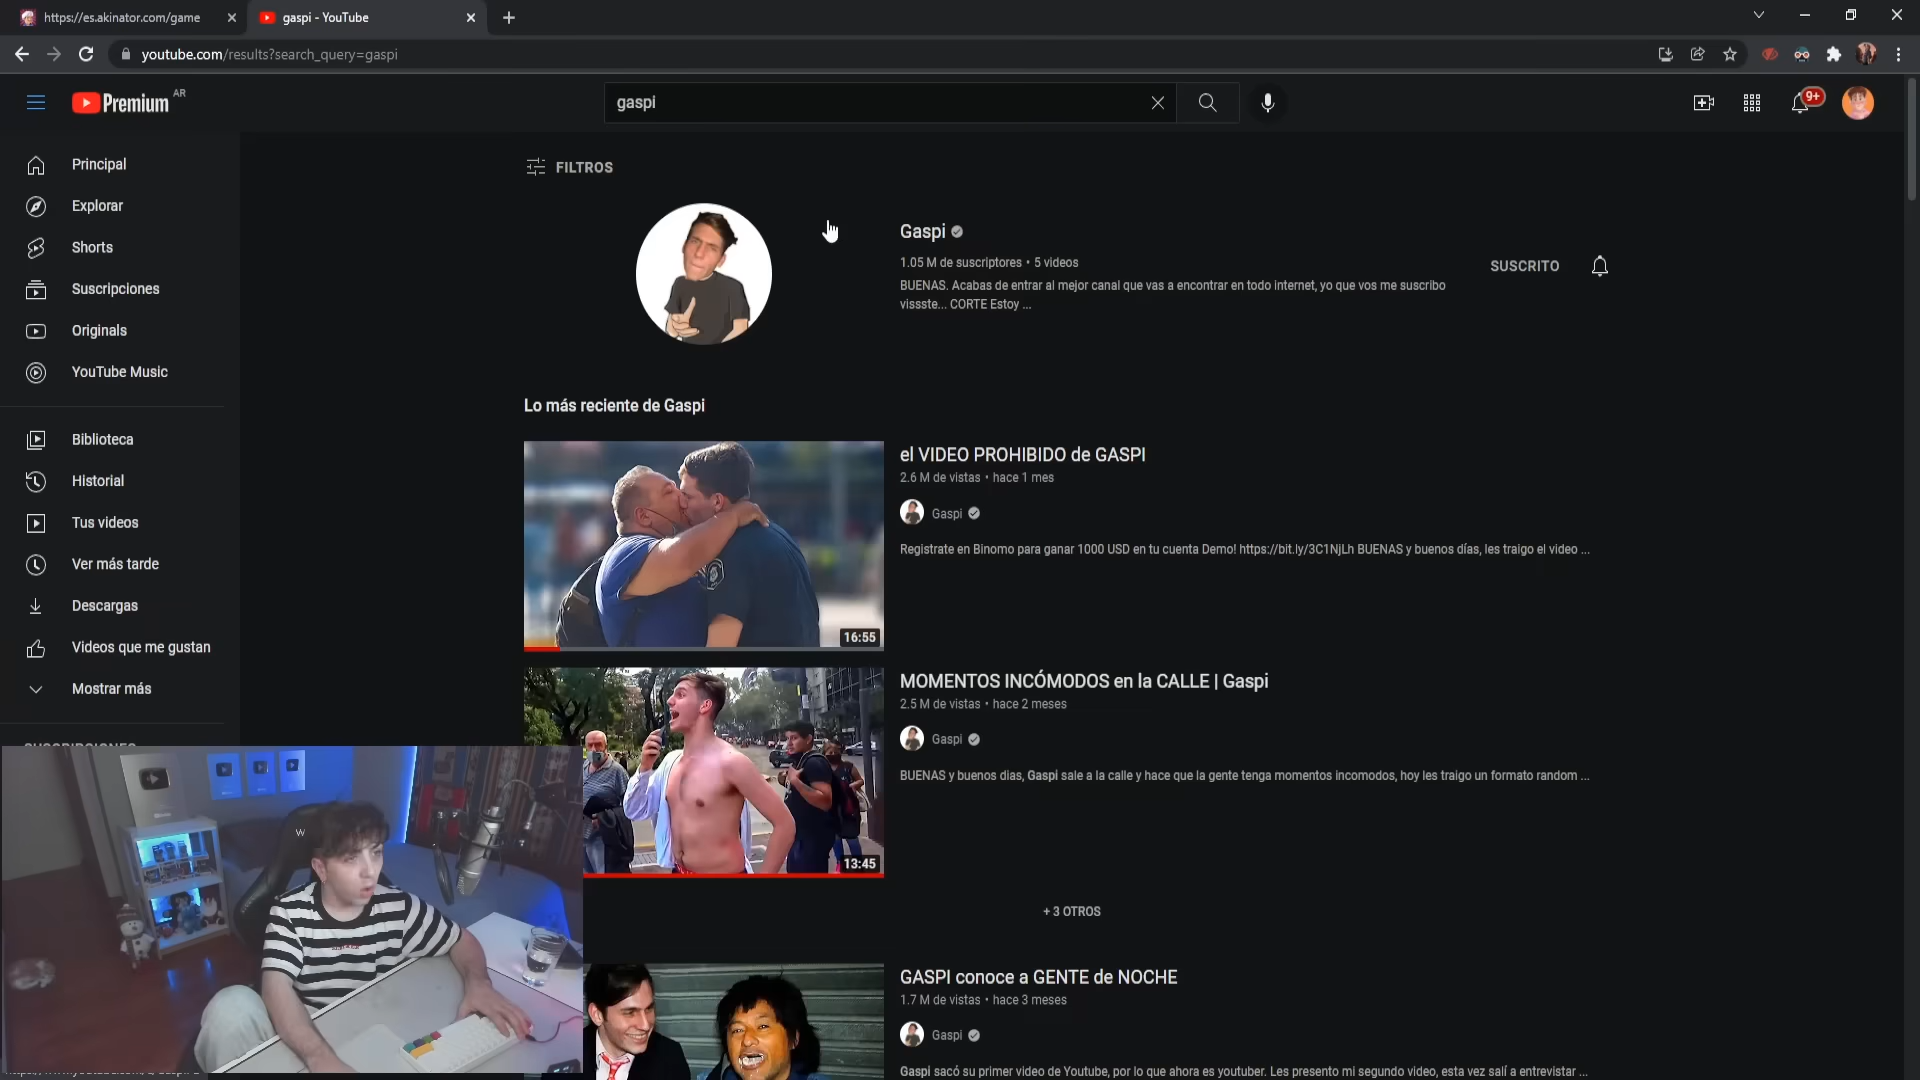 https://es.akinator.com/game
gaspi - YouTube
youtube.com/results?search_query=gaspi
Premium AR
gaspi
9+
Principal
Explorar
Shorts
Suscripciones
Originals
YouTube Music
Biblioteca
Historial
Tus videos
Ver más tarde
Descargas
Videos que me gustan
Mostrar más
FILTROS
Gaspi
1.05 M de suscriptores • 5 videos
BUENAS. Acabas de entrar al mejor canal que vas a encontrar en todo internet, yo que vos me suscribo
vissste... CORTE Estoy ...
SUSCRITO
Lo más reciente de Gaspi
16:55
el VIDEO PROHIBIDO de GASPI
2.6 M de vistas • hace 1 mes
Gaspi
Registrate en Binomo para ganar 1000 USD en tu cuenta Demo! https://bit.ly/3C1NjLh BUENAS y buenos días, les traigo el video ...
13:45
MOMENTOS INCÓMODOS en la CALLE | Gaspi
2.5 M de vistas • hace 2 meses
Gaspi
BUENAS y buenos dias, Gaspi sale a la calle y hace que la gente tenga momentos incomodos, hoy les traigo un formato random ...
+ 3 OTROS
GASPI conoce a GENTE de NOCHE
1.7 M de vistas • hace 3 meses
Gaspi
Gaspi sacó su primer video de Youtube, por lo que ahora es youtuber. Les presento mi segundo video, esta vez salí a entrevistar ...